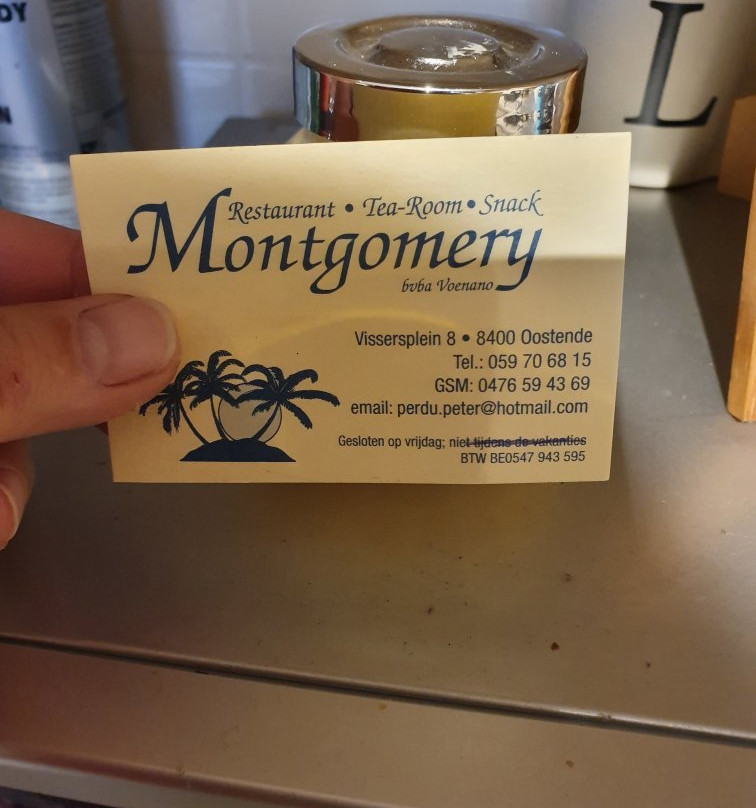 DY
N
L
Restaurant • Tea-Room • Snack
Montgomery
bvba Voenano
Vissersplein 8 • 8400 Oostende
Tel.: 059 70 68 15
GSM: 0476 59 43 69
email: perdu.peter@hotmail.com
Gesloten op vrijdag; niet tijdens de vakanties
BTW BE0547 943 595